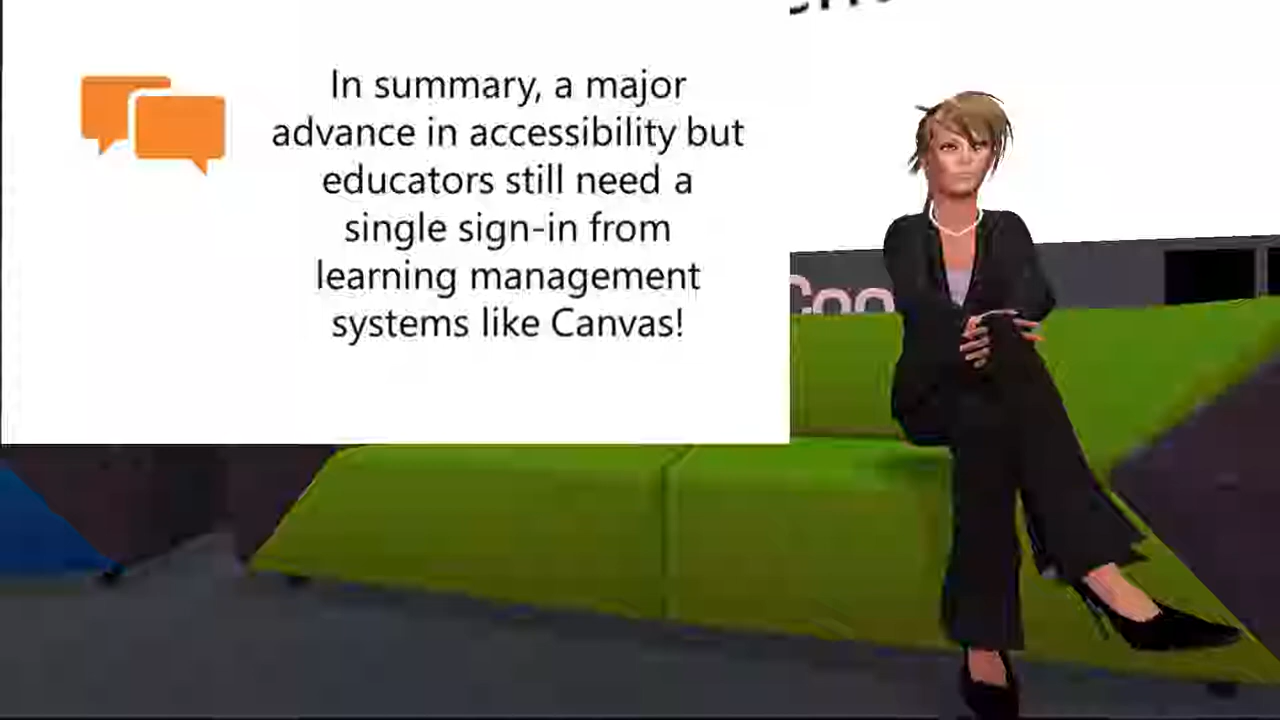 In summary, a major
advance in accessibility but
educators still need a
single sign-in from
learning management
systems like Canvas!